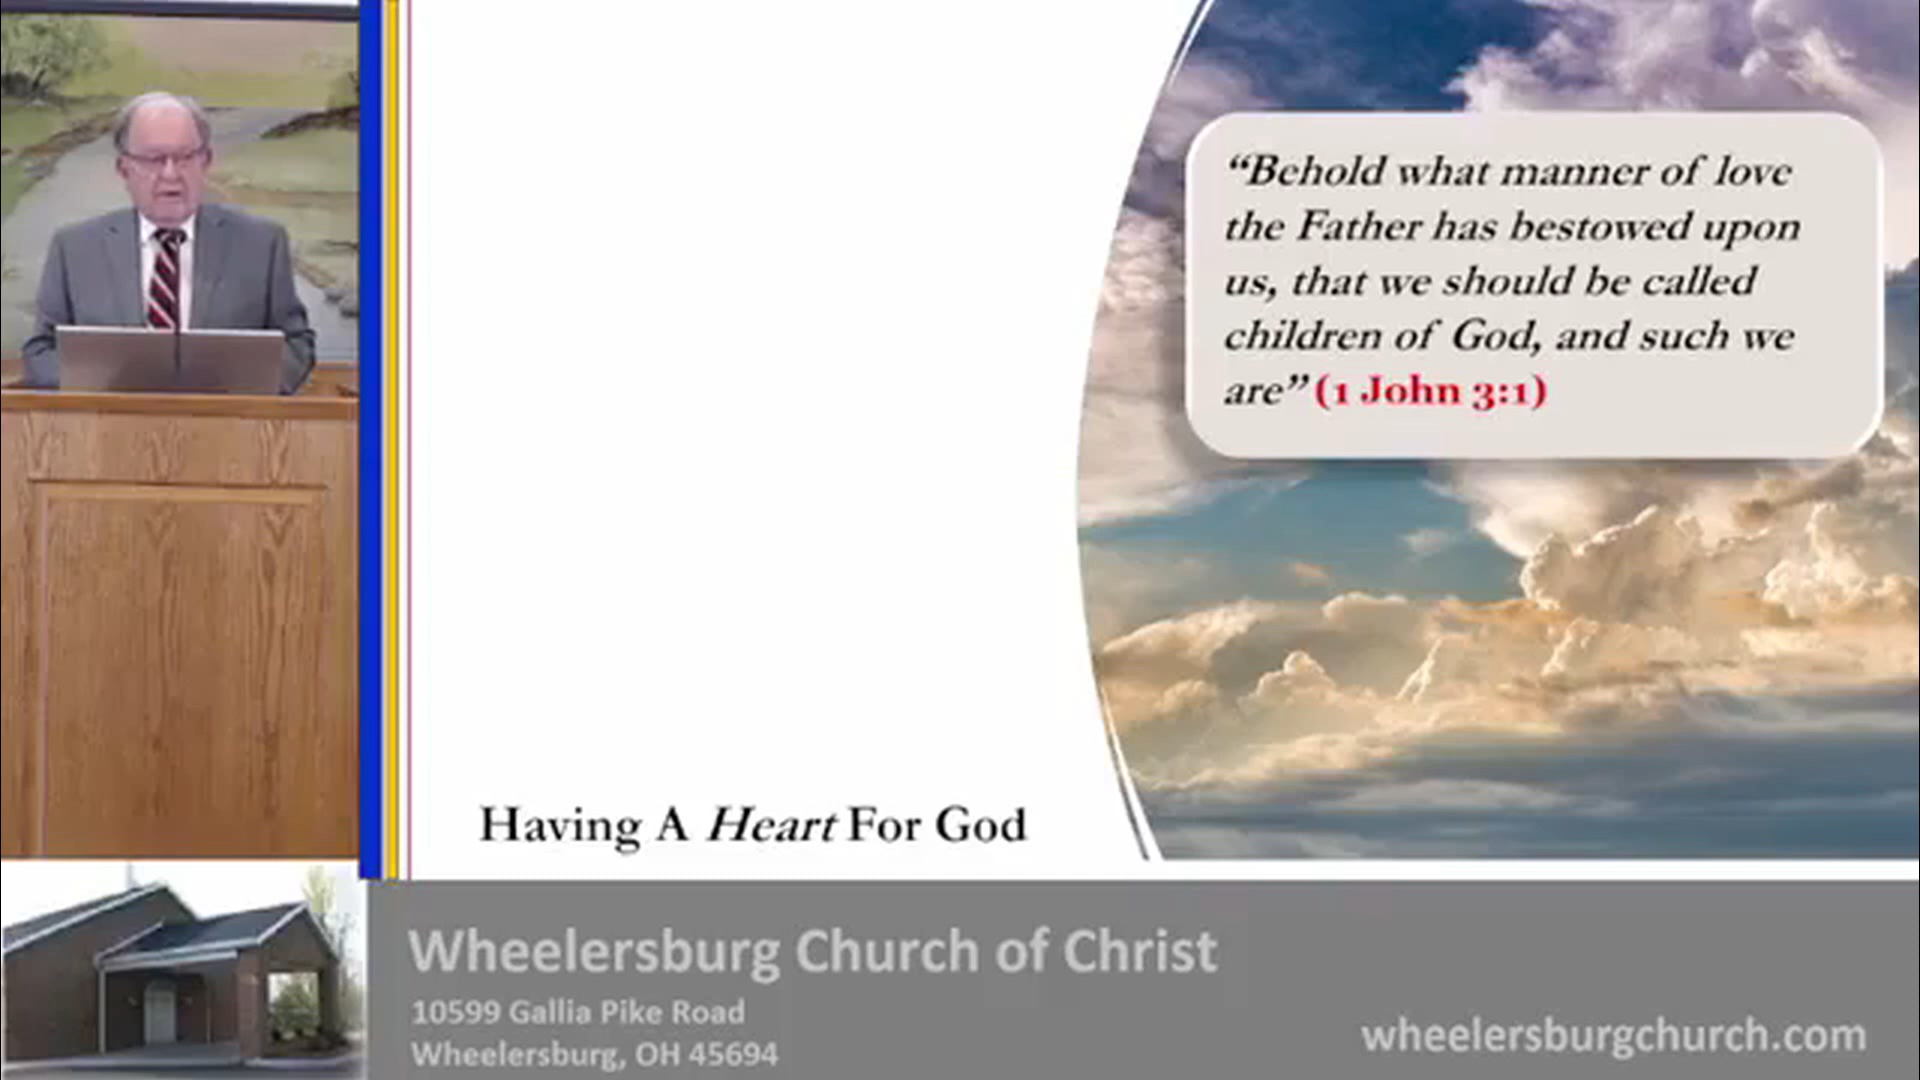 “Behold what manner of love
the Father has bestowed upon
us, that we should be called
children of God, and such we
are” (1 John 3:1)
Having A Heart For God
Wheelersburg Church of Christ
10599 Gallia Pike Road
Wheelersburg, OH 45694
wheelersburgchurch.com